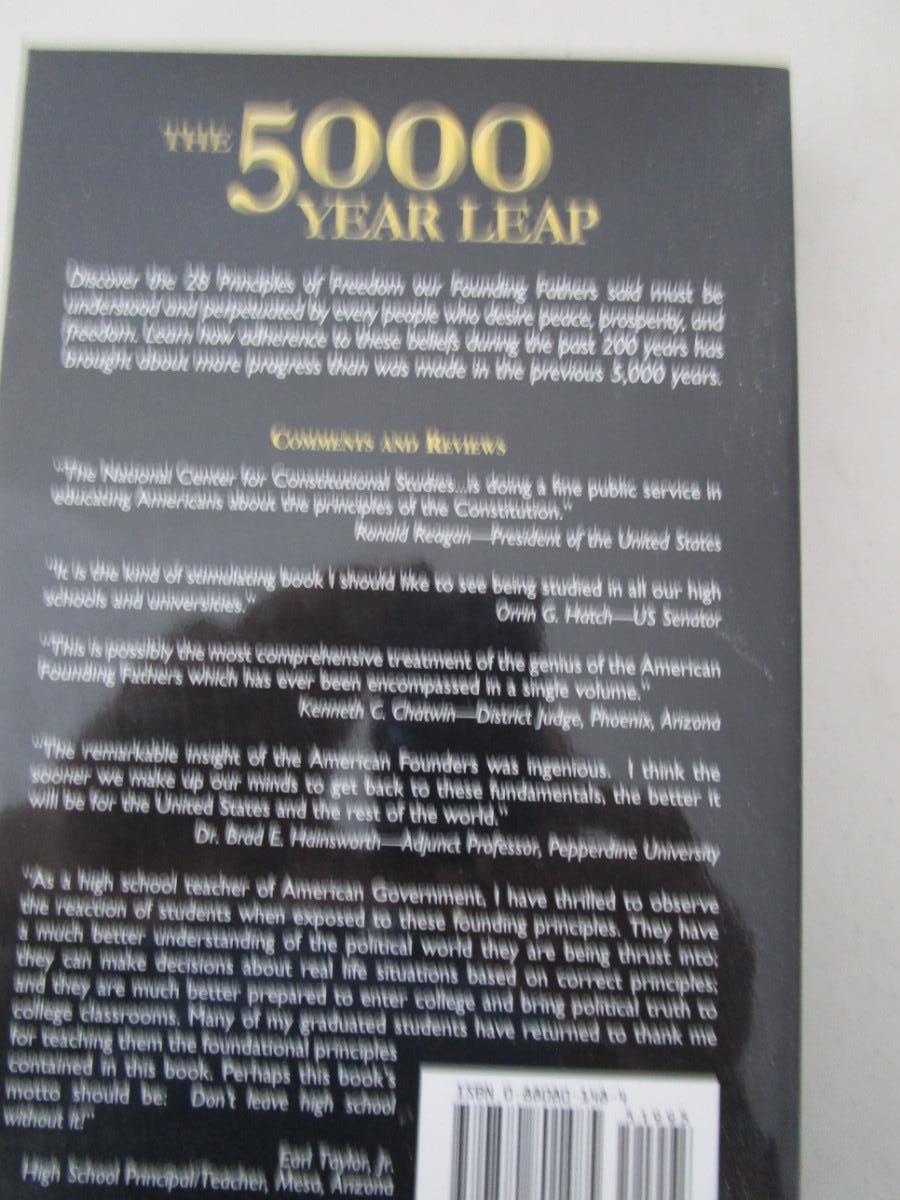 THE 5000
YEAR LEAP
Discover the 28 Principles of Freedom our Founding Fathers said must be
understood and perpetuated by every people who desire peace, prosperity, and
freedom. Learn how adherence to these beliefs during the past 200 years has
brought about more progress than was made in the previous 5,000 years.
COMMENTS AND REVIEWS
"The National Center for Constitutional Studies...is doing a fine public service in
educating Americans about the principles of the Constitution."
Ronald Reagan—President of the United States
"It is the kind of stimulating book I should like to see being studied in all our high
schools and universities." Orrin G. Hatch—US Senator
"This is possibly the most comprehensive treatment of the genius of the American
Founding Fathers which has ever been encompassed in a single volume."
Kenneth C. Chatwin—District Judge, Phoenix, Arizona
"The remarkable insight of the American Founders was ingenious. I think the
sooner we make up our minds to get back to these fundamentals, the better it
will be for the United States and the rest of the world."
Dr. Brad E. Hainsworth—Adjunct Professor, Pepperdine University
"As a high school teacher of American Government, I have thrilled to observe
the reaction of students when exposed to these founding principles. They have
a much better understanding of the political world they are being thrust into;
they can make decisions about real life situations based on correct principles;
and they are much better prepared to enter college and bring political truth to
college classrooms. Many of my graduated students have returned to thank me
for teaching them the foundational principles
contained in this book. Perhaps this book's
motto should be: Don't leave high school
without it!"
Earl Taylor, Jr.
High School Principal/Teacher, Mesa, Arizona
ISBN 0-88080-148-4
51995